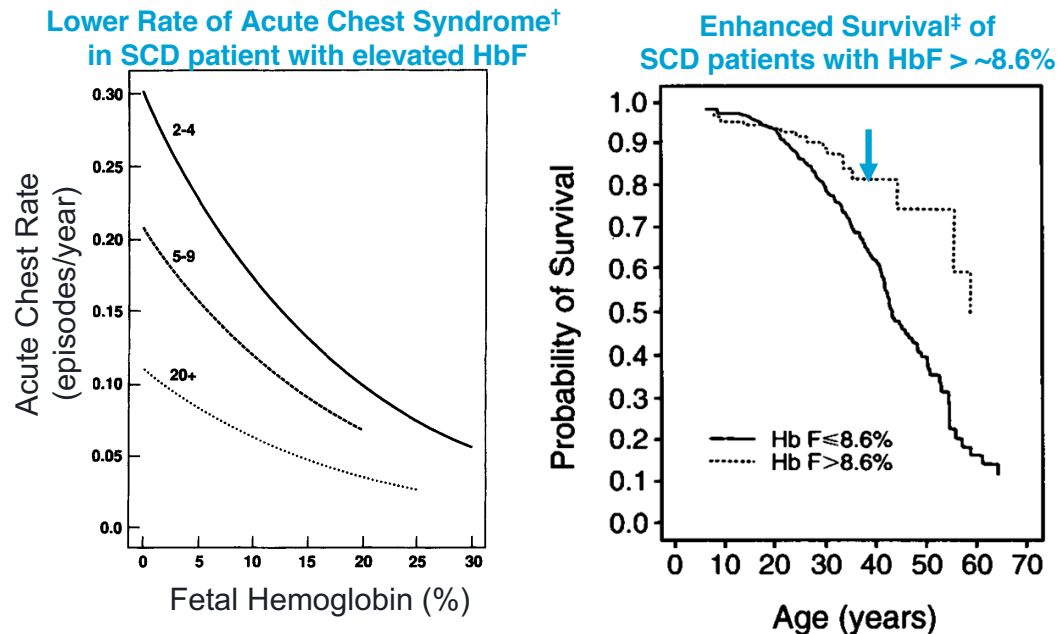 Lower Rate of Acute Chest Syndrome†
in SCD patient with elevated HbF
Acute Chest Rate
(episodes/year)
0.30
0.25
0.20
0.15
0.10
0.05
0.0
2-4
5-9
20+
0 5 10 15 20 25 30
Fetal Hemoglobin (%)
Enhanced Survival‡ of
SCD patients with HbF > ~8.6%
Probability of Survival
1.0
0.9
0.8
0.7
0.6
0.5
0.4
0.3
0.2
0.1
0.0
Hb F≤8.6%
Hb F>8.6%
0 10 20 30 40 50 60 70
Age (years)